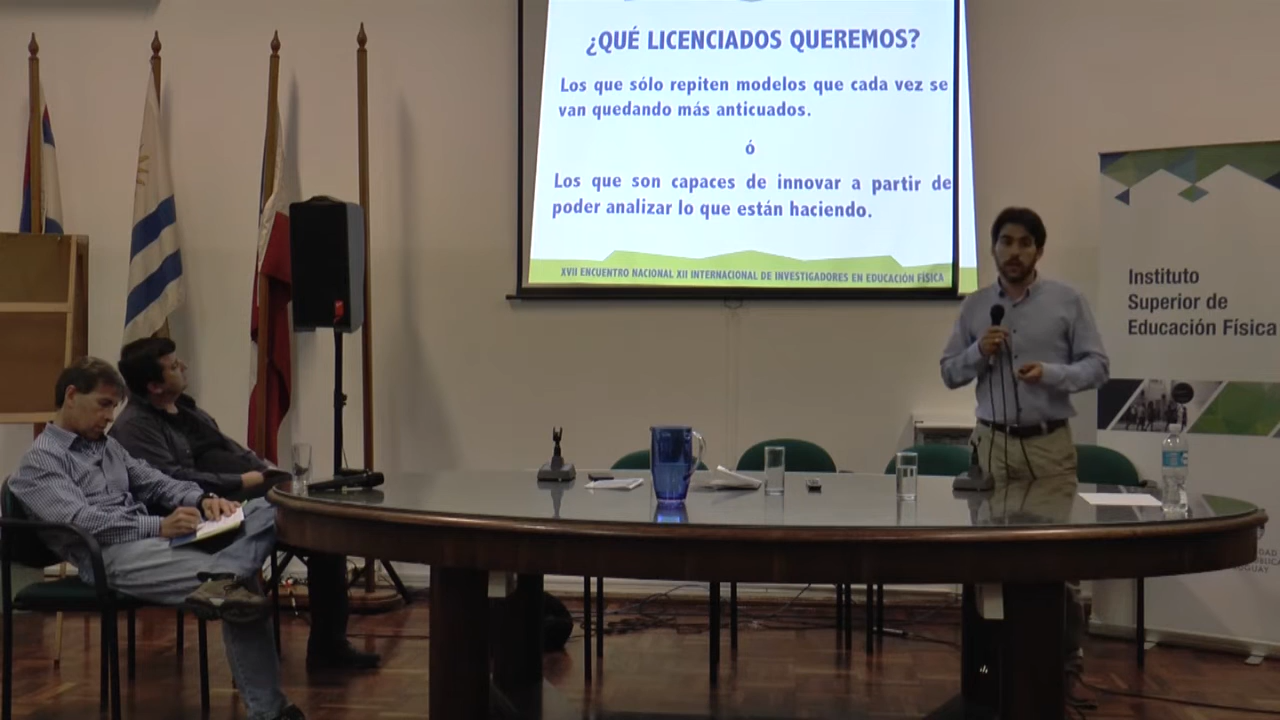 ¿QUÉ LICENCIADOS QUEREMOS?
Los que sólo repiten modelos que cada vez se
van quedando más anticuados.
ó
Los que son capaces de innovar a partir de
poder analizar lo que están haciendo.
XVII ENCUENTRO NACIONAL XII INTERNACIONAL DE INVESTIGADORES EN EDUCACIÓN FÍSICA
Instituto
Superior de
Educación Física